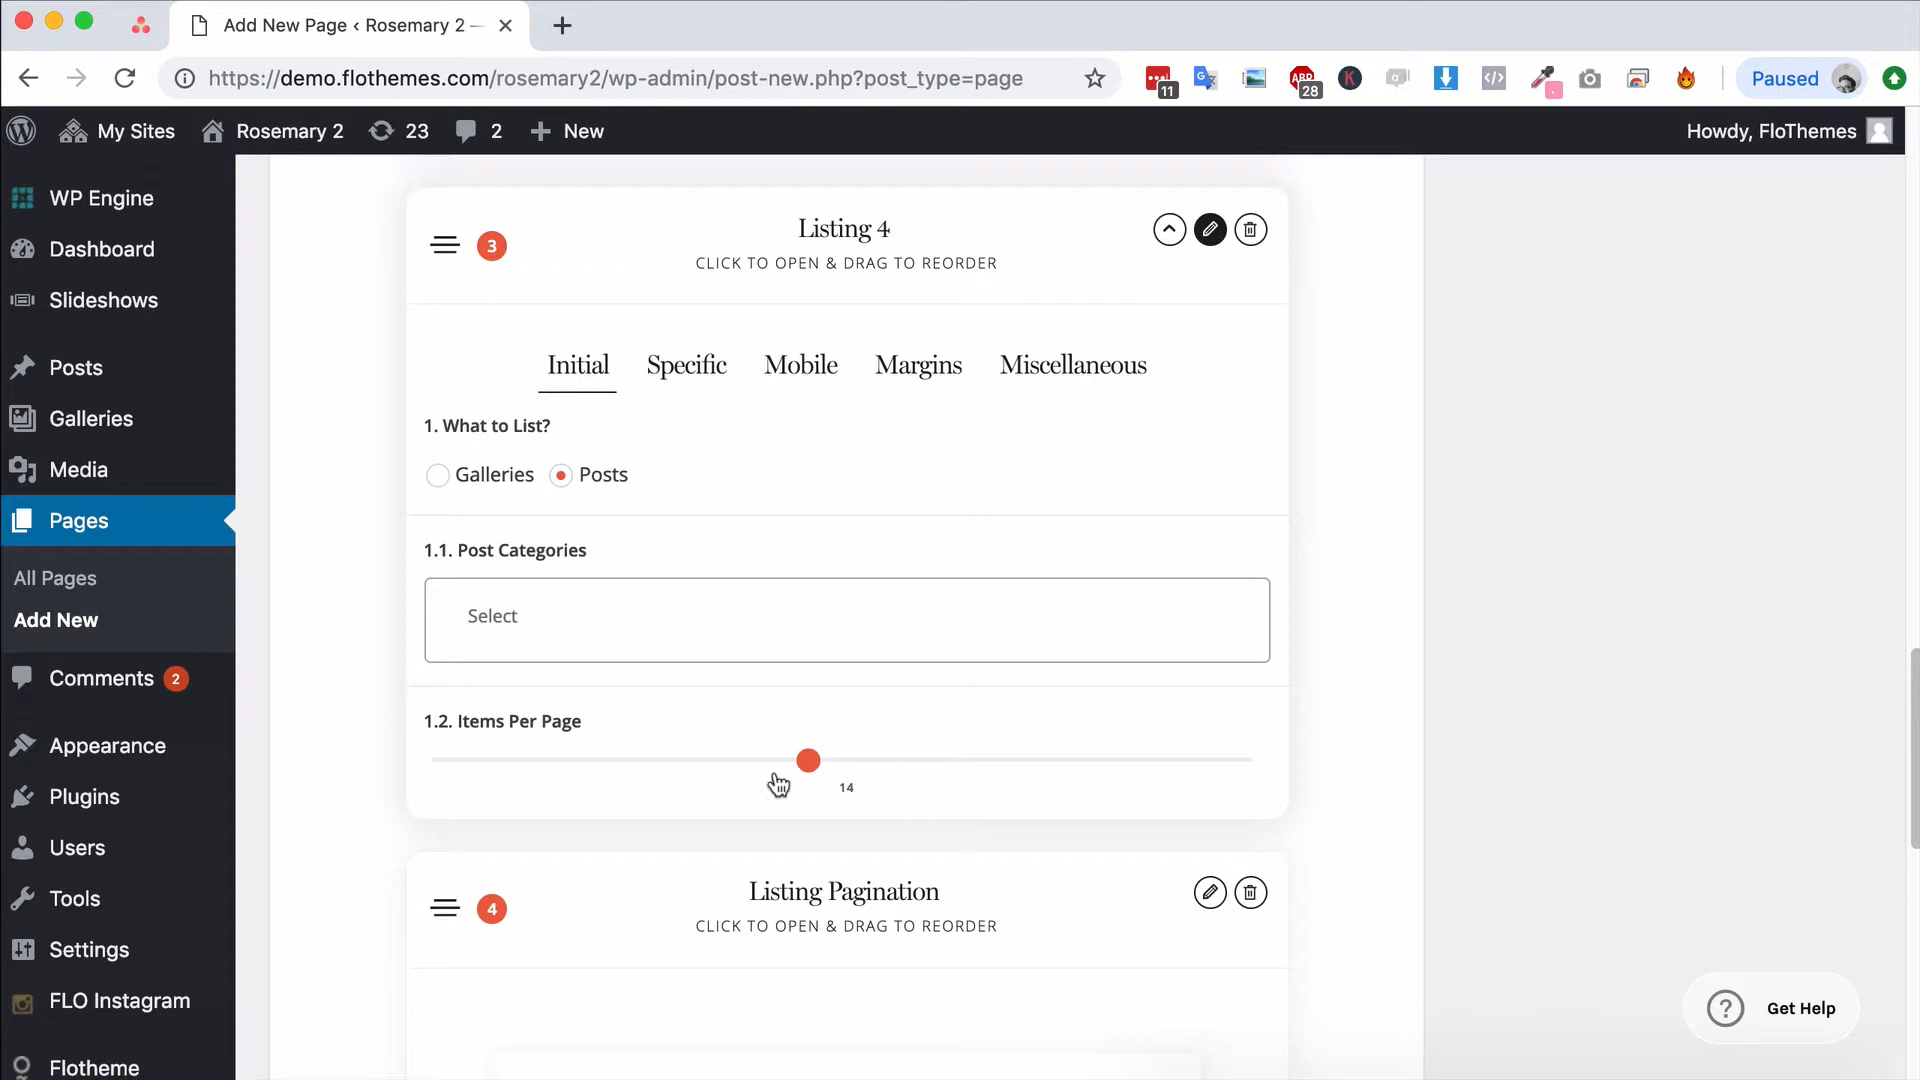 Add New Page ‹ Rosemary 2 —
https://demo.flothemes.com/rosemary2/wp-admin/post-new.php?post_type=page
11
ABP
28
K
Paused
My Sites
Rosemary 2
23
2
New
Howdy, FloThemes
WP Engine
Dashboard
Slideshows
Posts
Galleries
Media
Pages
All Pages
Add New
Comments 2
Appearance
Plugins
Users
Tools
Settings
FLO Instagram
Flotheme
3
Listing 4
CLICK TO OPEN & DRAG TO REORDER
Initial Specific Mobile Margins Miscellaneous
1. What to List?
Galleries Posts
1.1. Post Categories
Select
1.2. Items Per Page
14
4
Listing Pagination
CLICK TO OPEN & DRAG TO REORDER
? Get Help